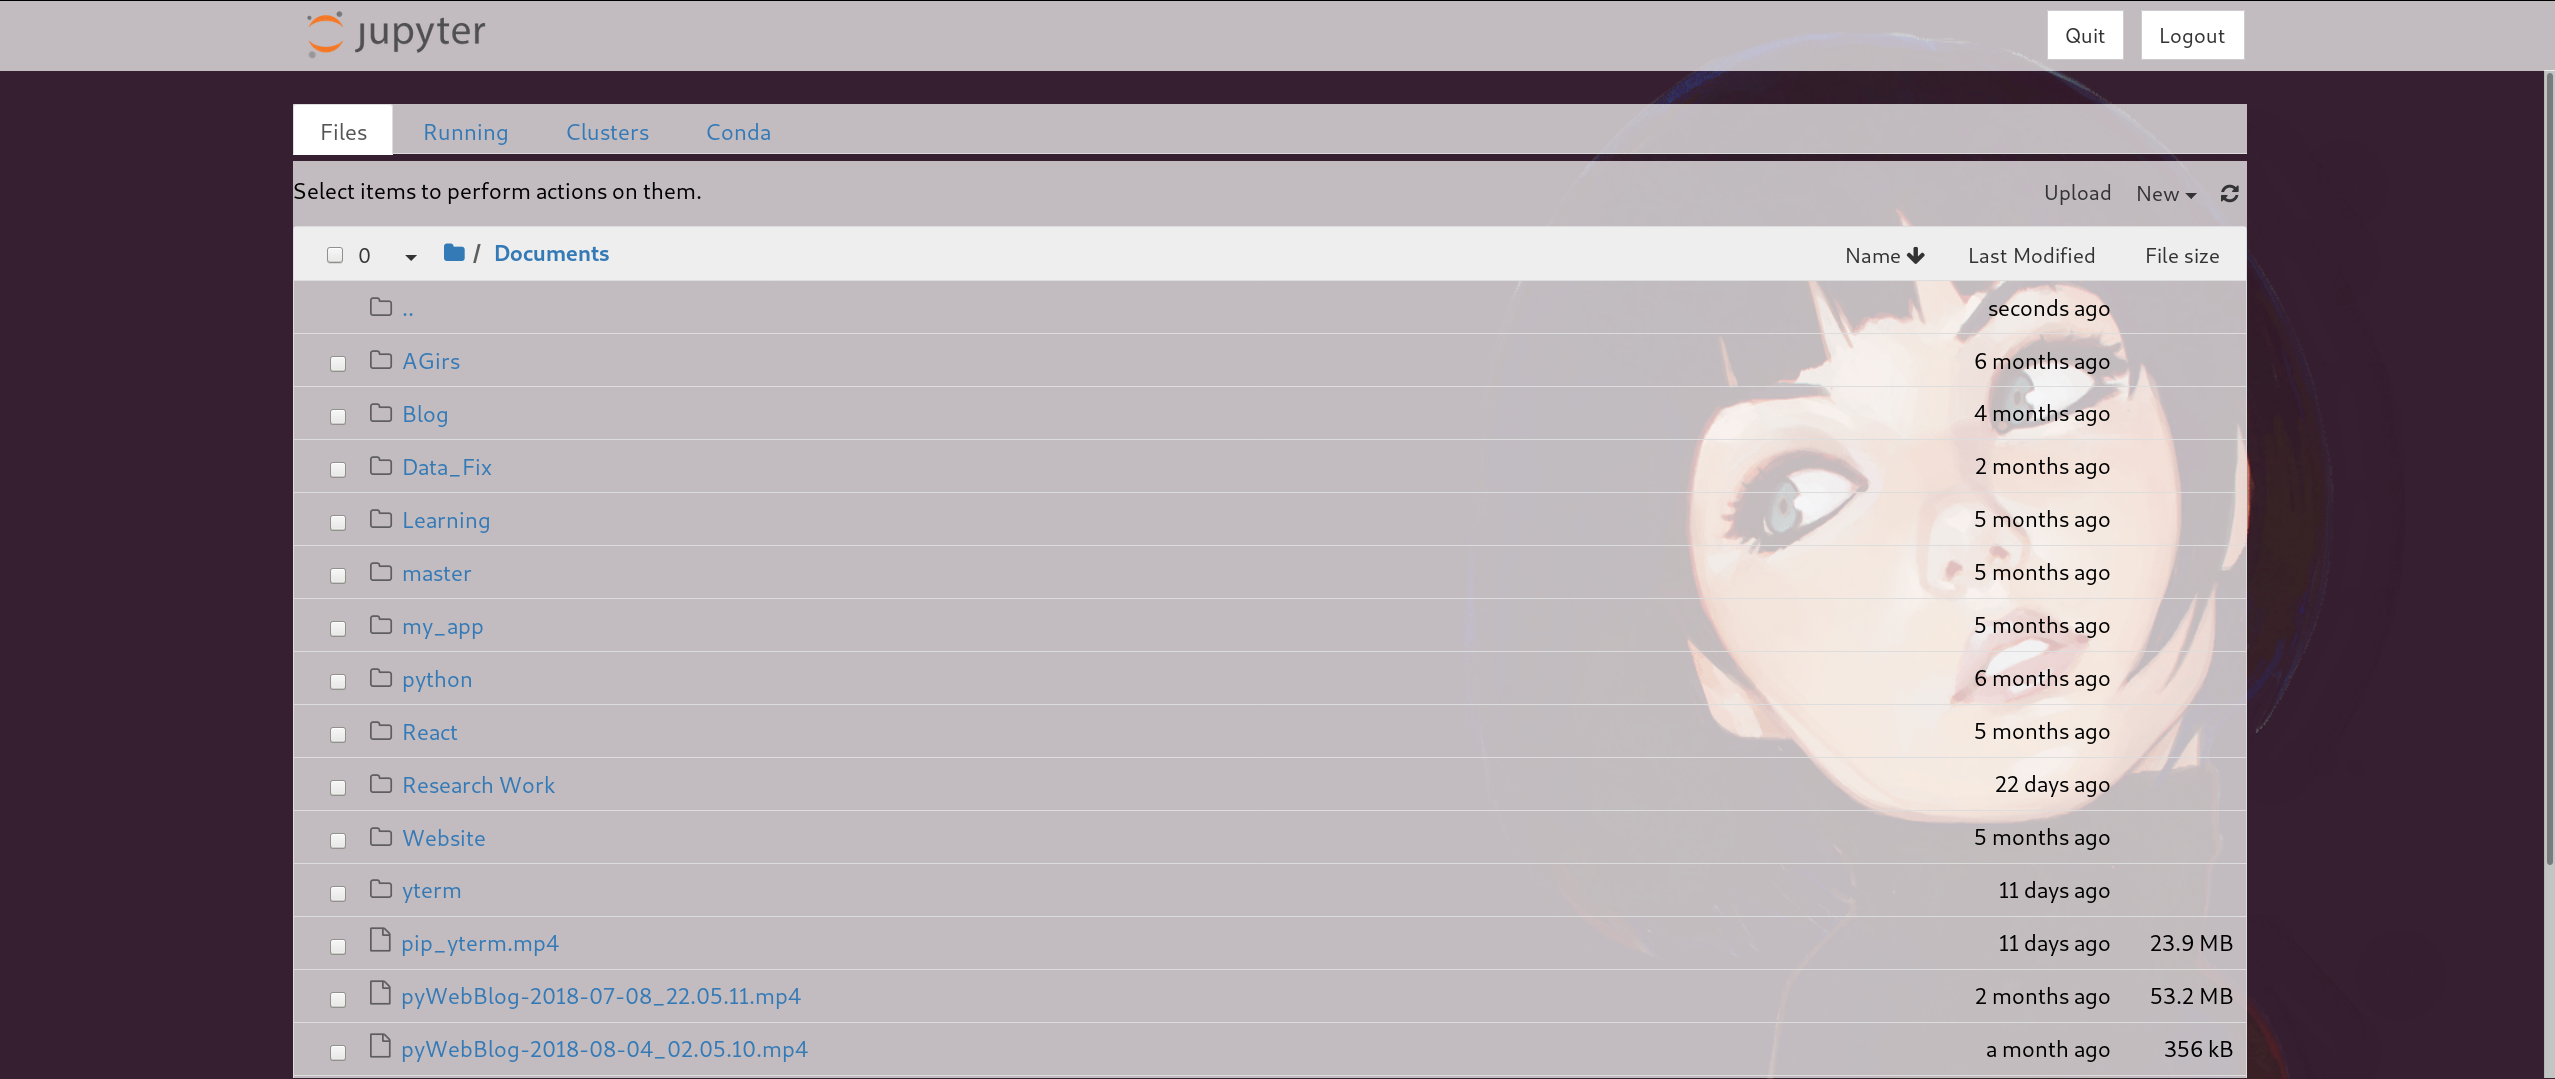 jupyter Quit Logout
Files Running Clusters Conda
Select items to perform actions on them. Upload New
0 / Documents Name Last Modified File size
.. seconds ago
AGirs 6 months ago
Blog 4 months ago
Data_Fix 2 months ago
Learning 5 months ago
master 5 months ago
my_app 5 months ago
python 6 months ago
React 5 months ago
Research Work 22 days ago
Website 5 months ago
yterm 11 days ago
pip_yterm.mp4 11 days ago 23.9 MB
pyWebBlog-2018-07-08_22.05.11.mp4 2 months ago 53.2 MB
pyWebBlog-2018-08-04_02.05.10.mp4 a month ago 356 kB